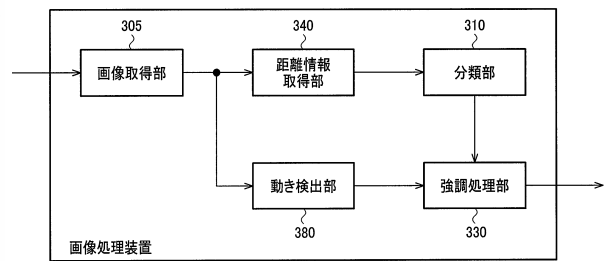 305
340
310
画像取得部
距離情報
取得部
分類部
動き検出部
強調処理部
380
330
画像処理装置